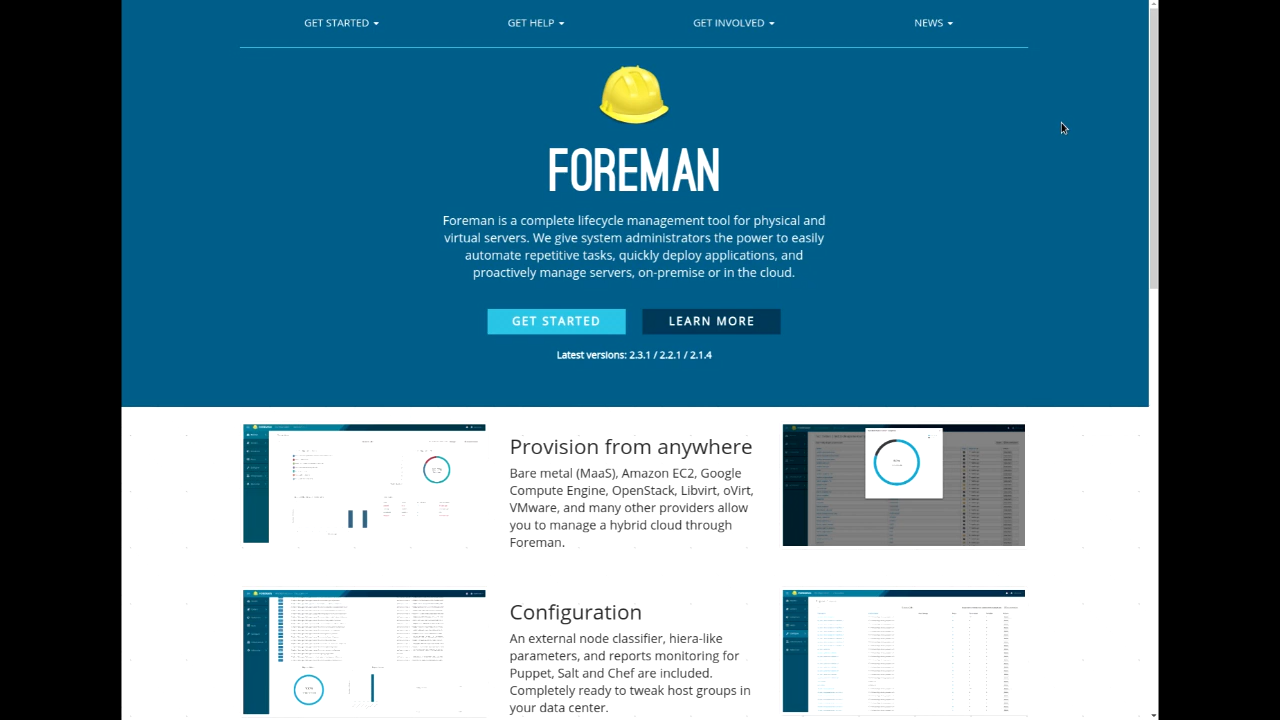 GET STARTED
GET HELP
GET INVOLVED
NEWS
FOREMAN
Foreman is a complete lifecycle management tool for physical and
virtual servers. We give system administrators the power to easily
automate repetitive tasks, quickly deploy applications, and
proactively manage servers, on-premise or in the cloud.
GET STARTED
LEARN MORE
Latest versions: 2.3.1 / 2.2.1 / 2.1.4
Provision from anywhere
Bare-Metal (MaaS), Amazon EC2, Google
Compute Engine, OpenStack, Libvirt, oVirt,
VMware, and many other providers allow
you to manage a hybrid cloud through
Foreman.
Configuration
An external node classifier, hiera-like
parameters, and reports monitoring for
Puppet, Salt and Chef are included.
Completely ready to tweak host groups in
your data center.